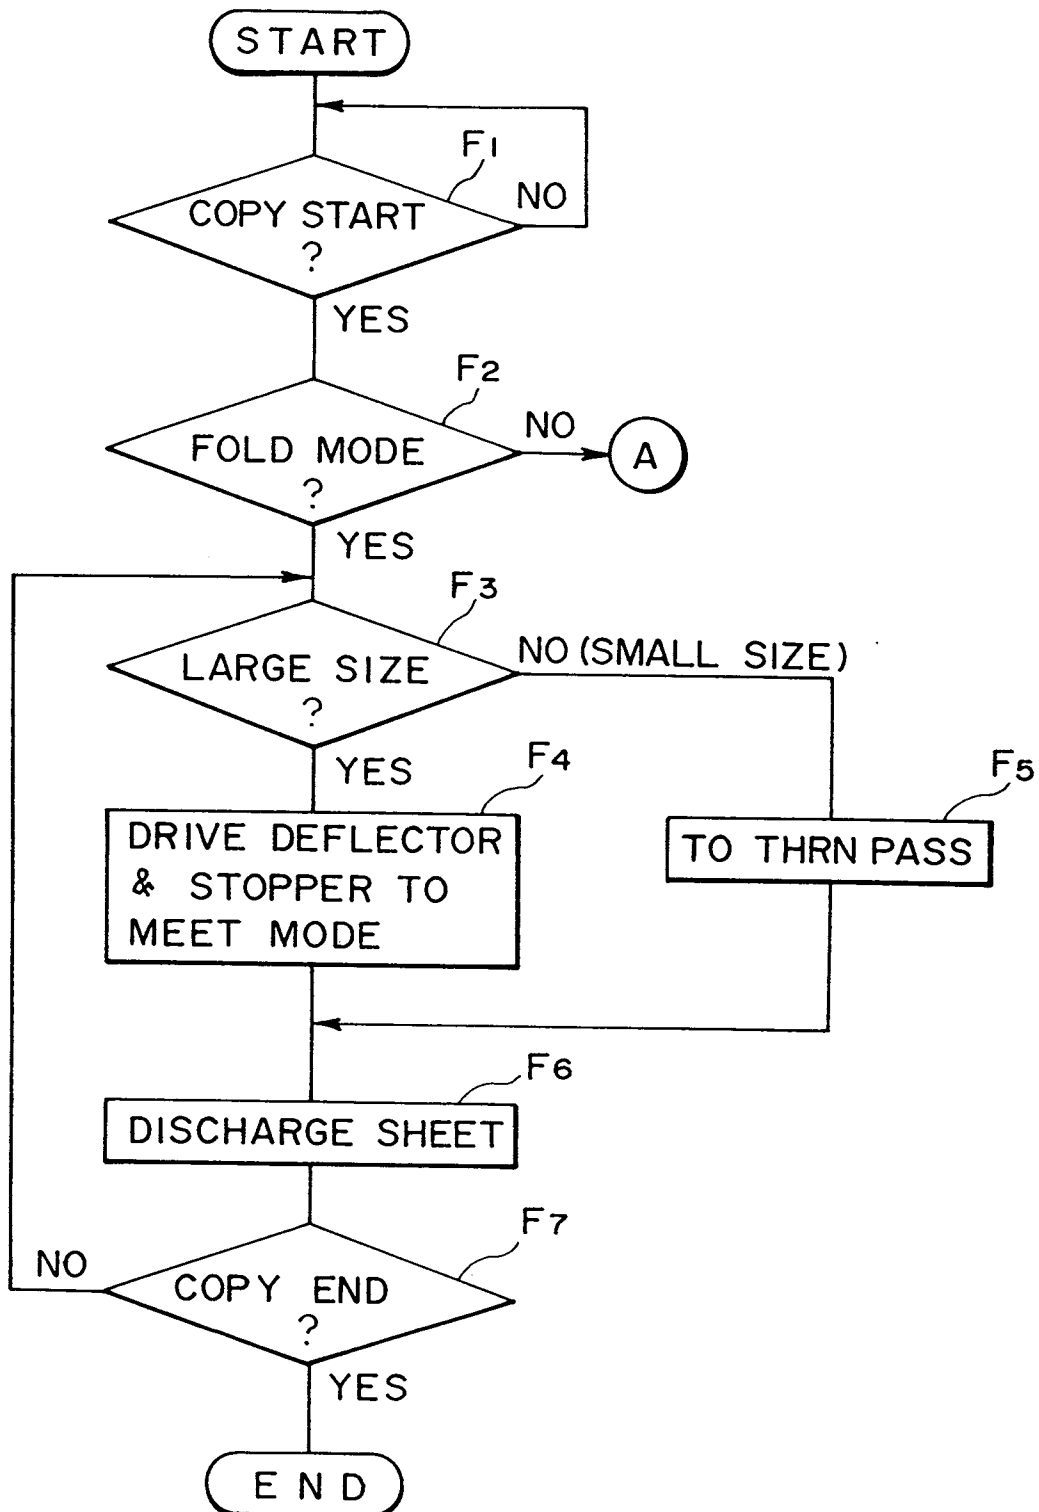 START
F1
NO
COPY START
?
YES
F2
NO
A
FOLD MODE
?
YES
F3
NO (SMALL SIZE)
LARGE SIZE
?
YES
F4
F5
DRIVE DEFLECTOR
& STOPPER TO
MEET MODE
TO THRN PASS
F6
DISCHARGE SHEET
F7
NO
COPY END
?
YES
END